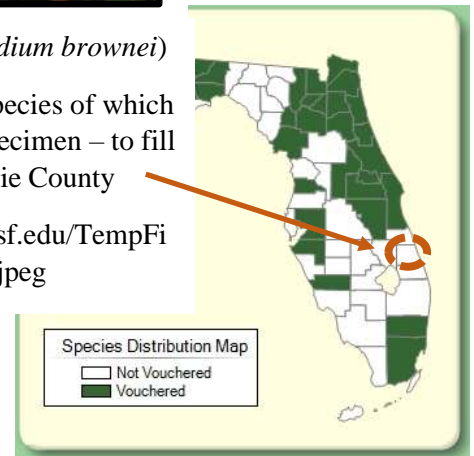 dium brownei)
pecies of which
pecimen – to fill
ie County
sf.edu/TempFi
jpeg
Species Distribution Map
Not Vouchered
Vouchered